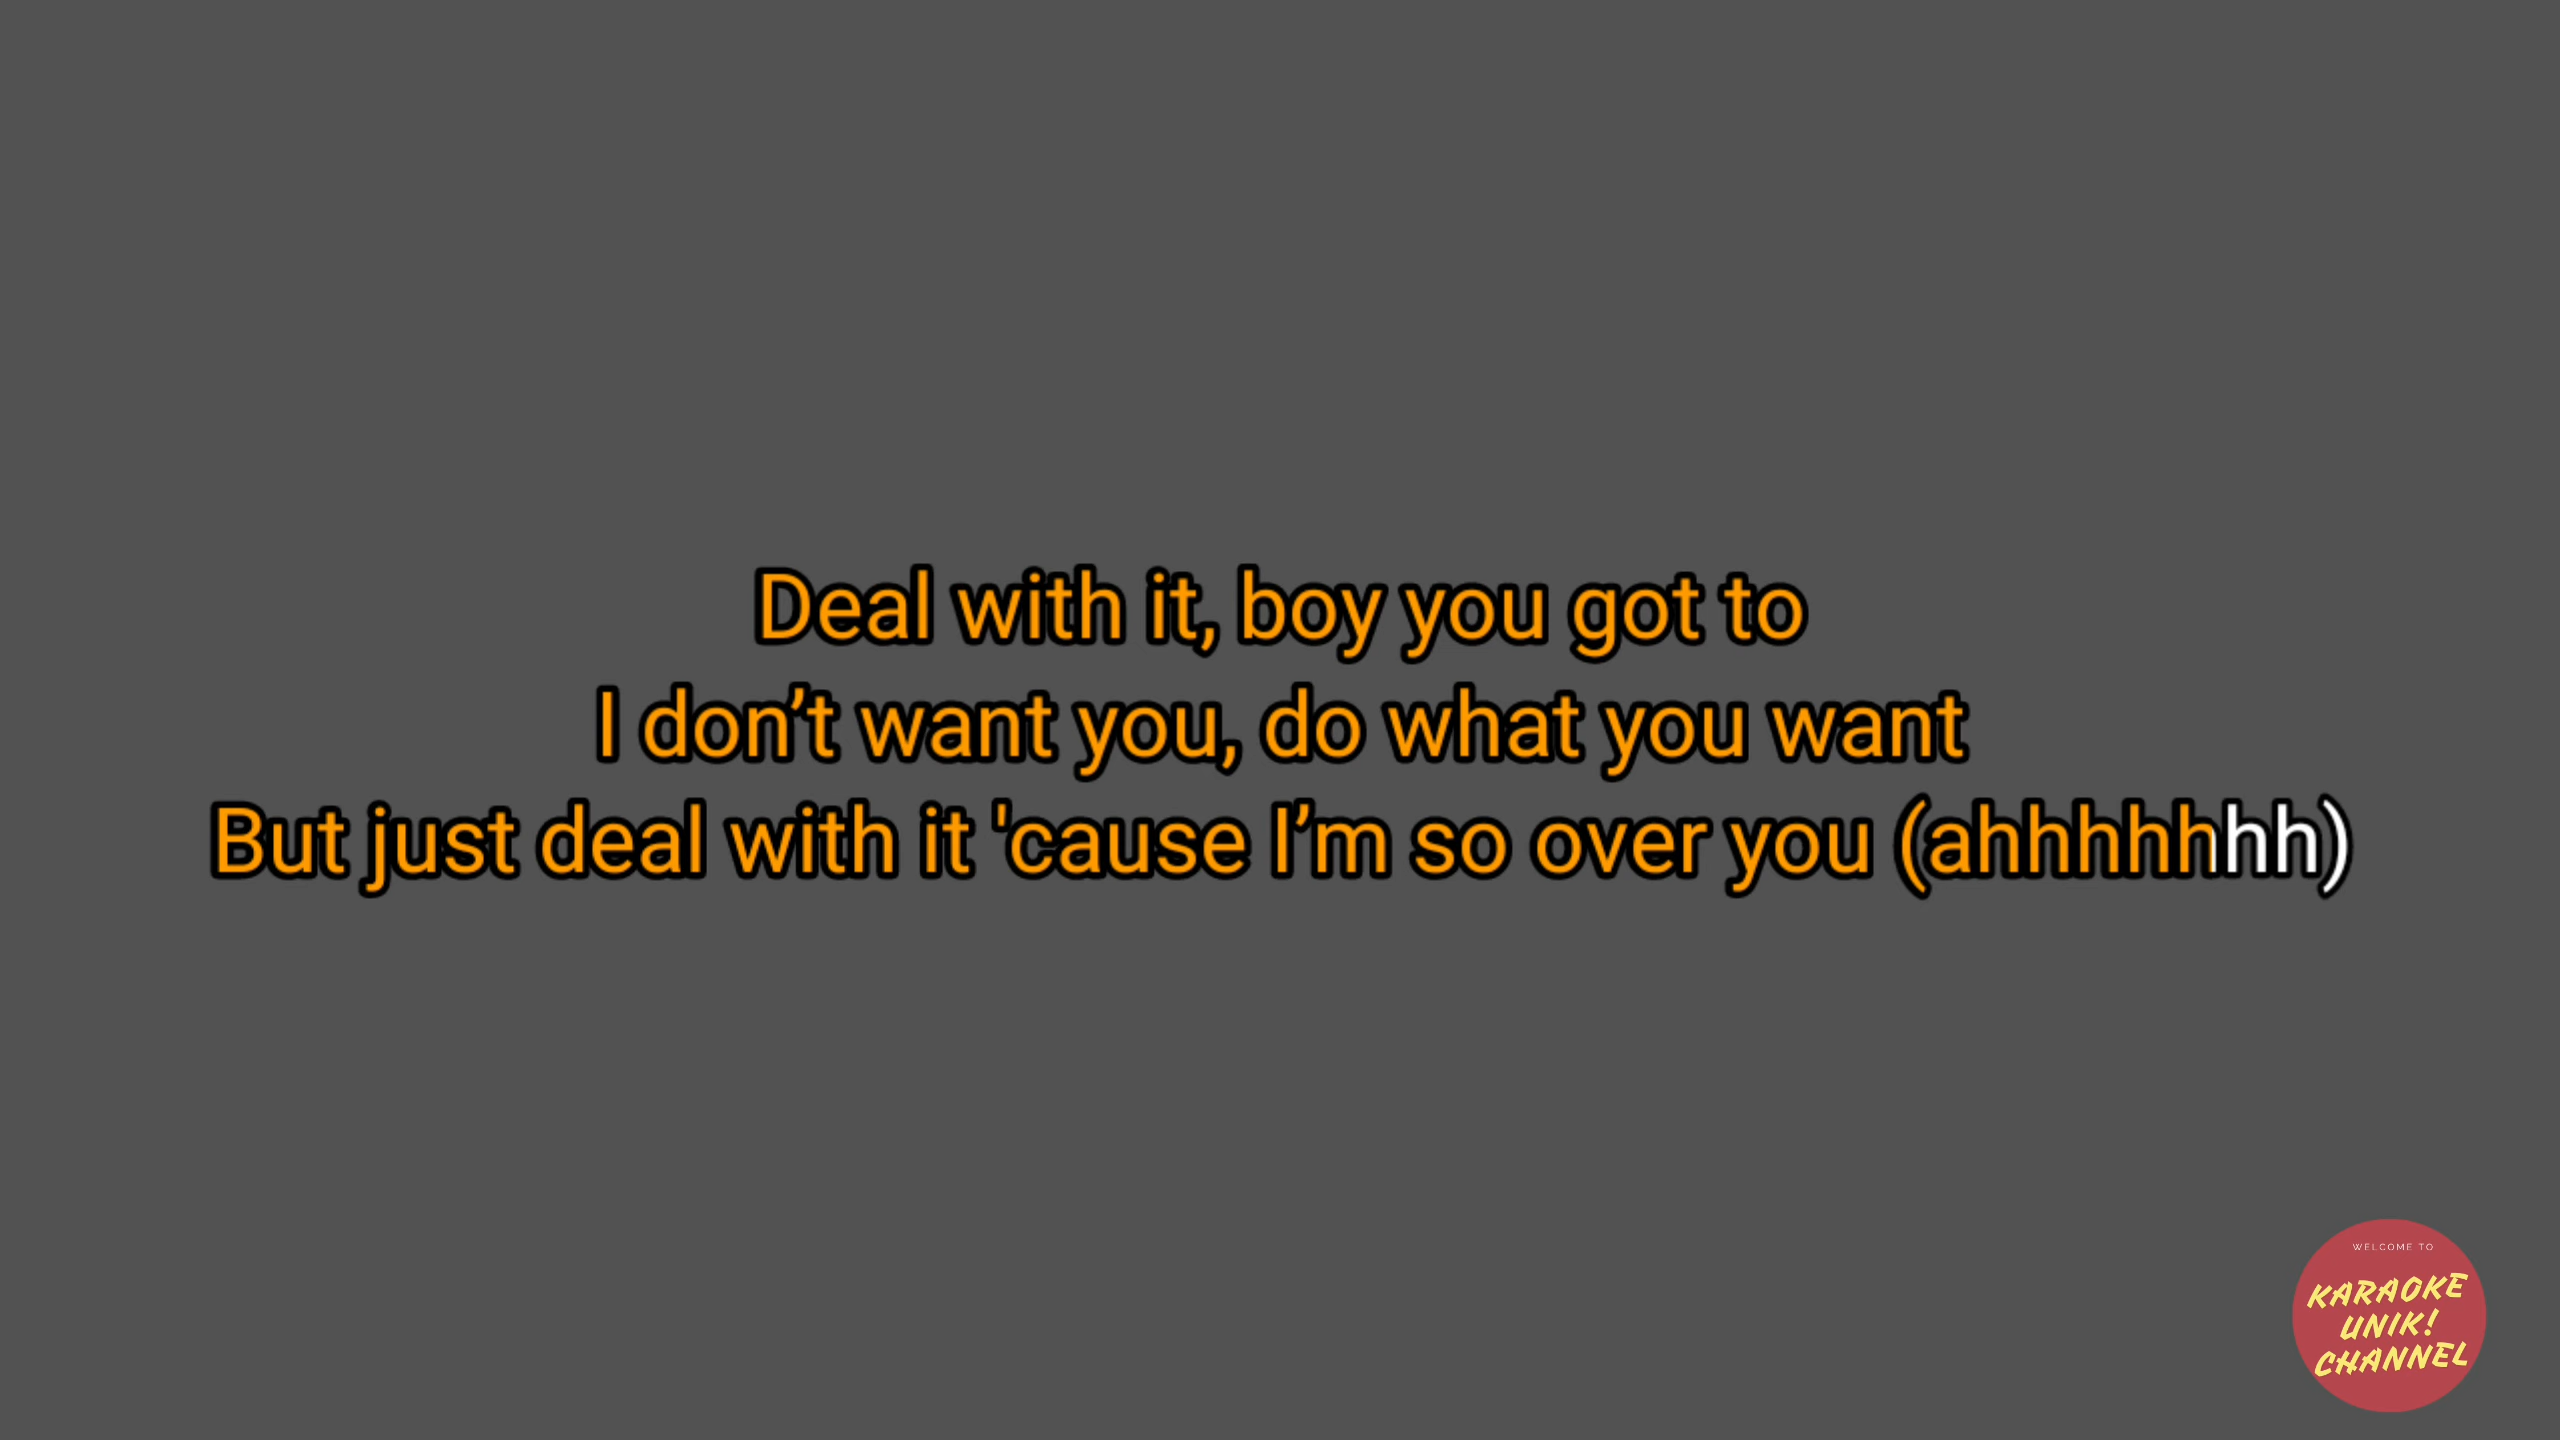 Deal with it, boy you got to
I don’t want you, do what you want
But just deal with it 'cause I’m so over you (ahhhhhhh)
WELCOME TO
KARAOKE
UNIK!
CHANNEL